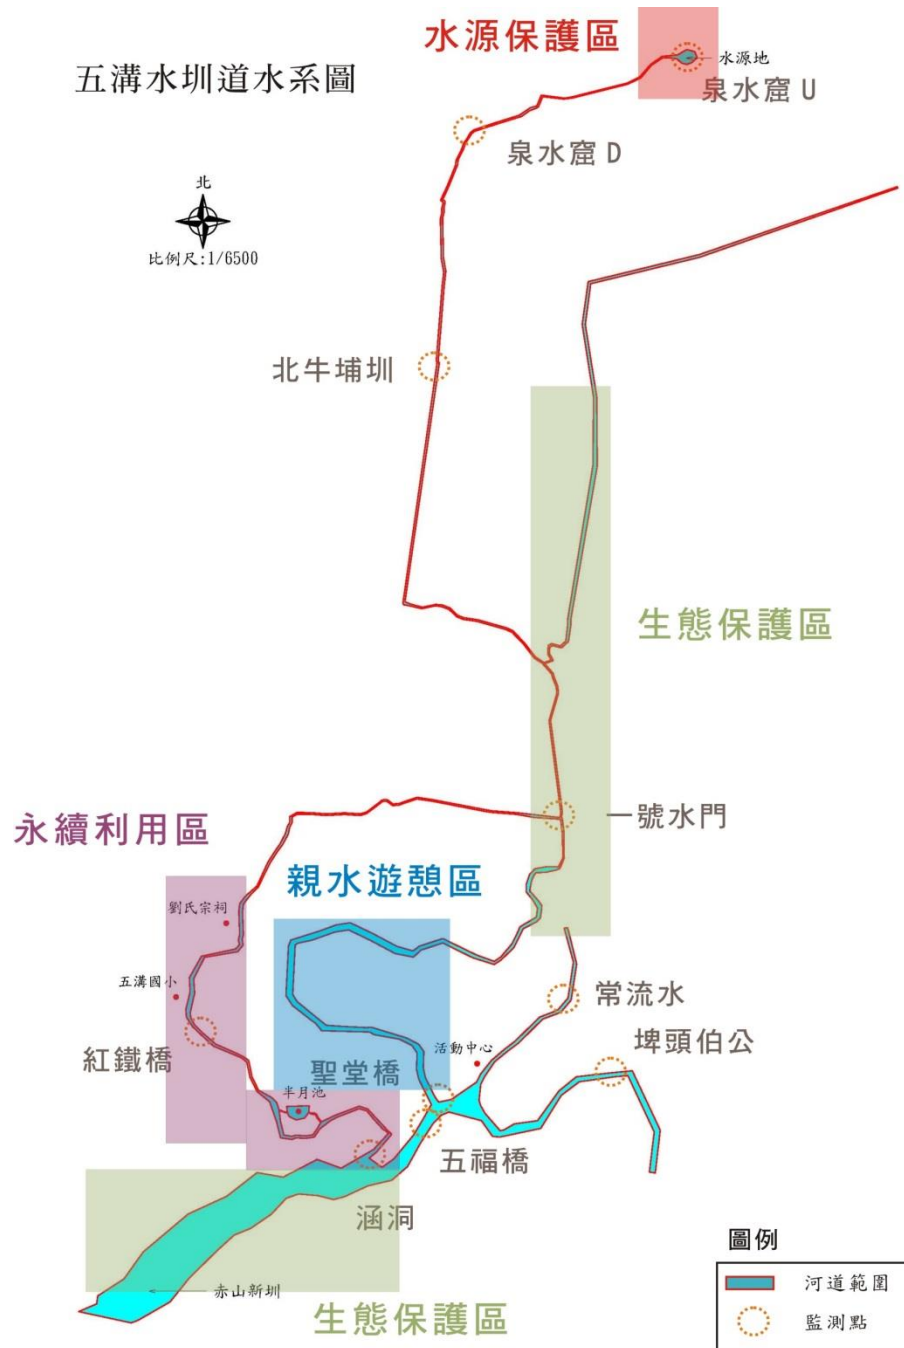 水源保護區
五溝水圳道水系圖
水源地
泉水窟 U
泉水窟 D
北
比例尺:1/6500
北牛埔圳
生態保護區
一號水門
永續利用區
親水遊憩區
劉氏宗祠
五溝國小
常流水
埤頭伯公
紅鐵橋
聖堂橋
活動中心
半月池
五福橋
涵洞
赤山新圳
生態保護區
圖例
河道範圍
監測點